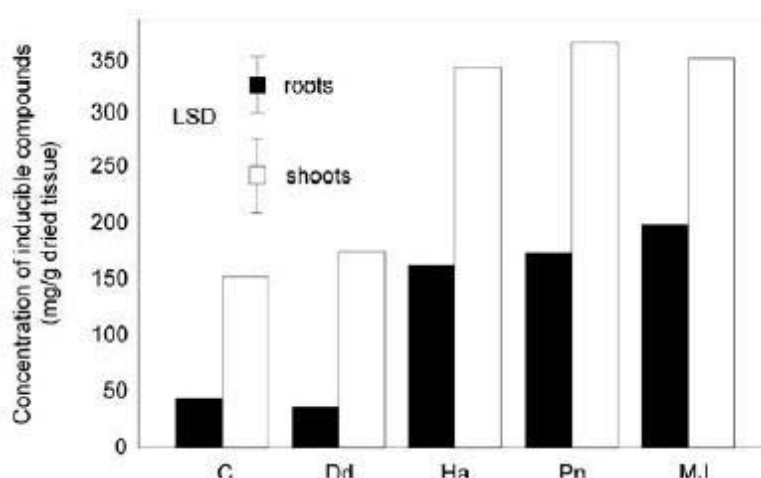 Concentration of inducible compounds
(mg/g dried tissue)
350
300
250
200
150
100
50
0
LSD
roots
shoots
C Dd Ha Pn MJ